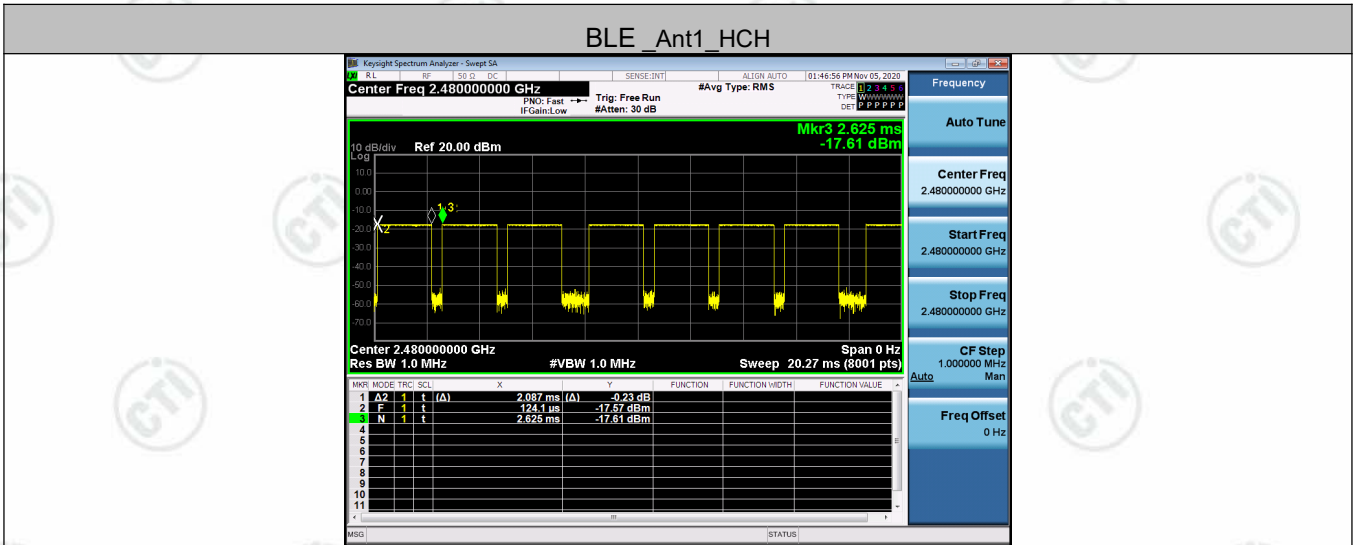 BLE _Ant1_HCH
Keysight Spectrum Analyzer - Swept SA
RL RF 50 Ω DC SENSE:INT ALIGN AUTO 01:46:56 PM Nov 05, 2020
Center Freq 2.480000000 GHz #Avg Type: RMS TRACE 1 2 3 4 5 6
PNO: Fast Trig: Free Run TYPE WWWWWW
IFGain:Low #Atten: 30 dB DET P P P P P P
Mkr3 2.625 ms
10 dB/div Ref 20.00 dBm -17.61 dBm
Log
10.0
0.00
-10.0
-20.0
-30.0
-40.0
-50.0
-60.0
-70.0
1 3
2
Center 2.480000000 GHz Span 0 Hz
Res BW 1.0 MHz #VBW 1.0 MHz Sweep 20.27 ms (8001 pts)
MKR MODE TRC SCL X Y FUNCTION FUNCTION WIDTH FUNCTION VALUE
1 Δ2 1 t (Δ) 2.087 ms (Δ) -0.23 dB
2 F 1 t 124.1 µs -17.57 dBm
3 N 1 t 2.625 ms -17.61 dBm
4
5
6
7
8
9
10
11
MSG STATUS
Frequency
Auto Tune
Center Freq
2.480000000 GHz
Start Freq
2.480000000 GHz
Stop Freq
2.480000000 GHz
CF Step
1.000000 MHz
Auto Man
Freq Offset
0 Hz
CTI
CTI
CTI
CTI
CTI